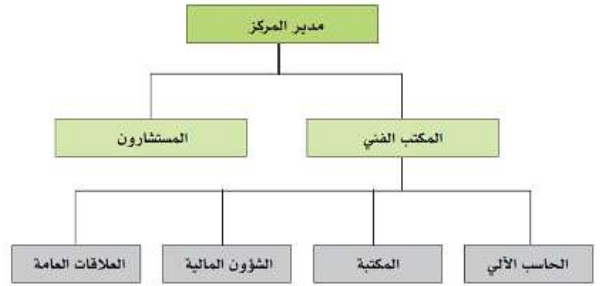 مدير المركز
المكتب الفني
المستشارون
الحاسب الآلي
المكتبة
الشؤون المالية
العلاقات العامة